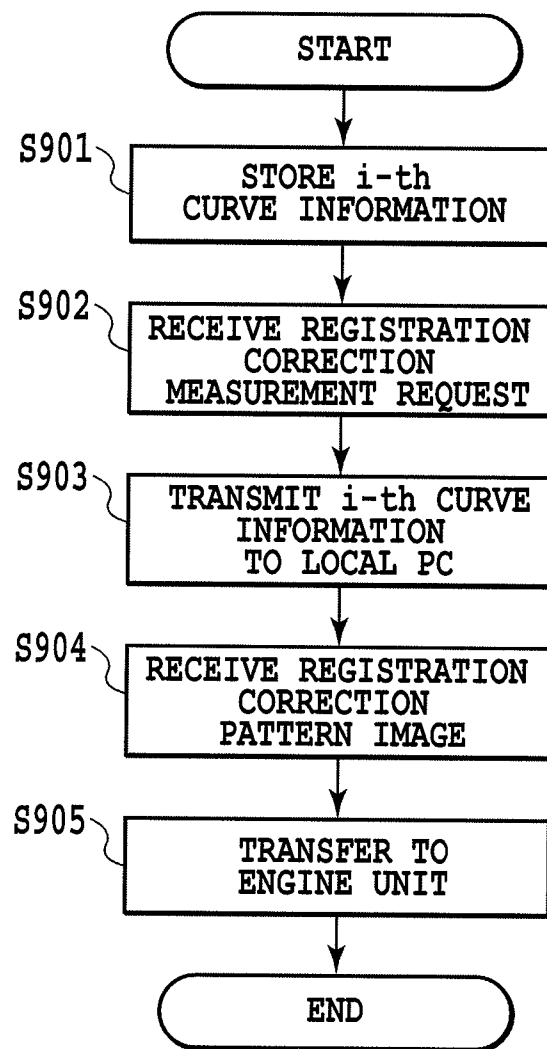 START
S901
STORE i-th
CURVE INFORMATION
S902
RECEIVE REGISTRATION
CORRECTION
MEASUREMENT REQUEST
S903
TRANSMIT i-th CURVE
INFORMATION
TO LOCAL PC
S904
RECEIVE REGISTRATION
CORRECTION
PATTERN IMAGE
S905
TRANSFER TO
ENGINE UNIT
END